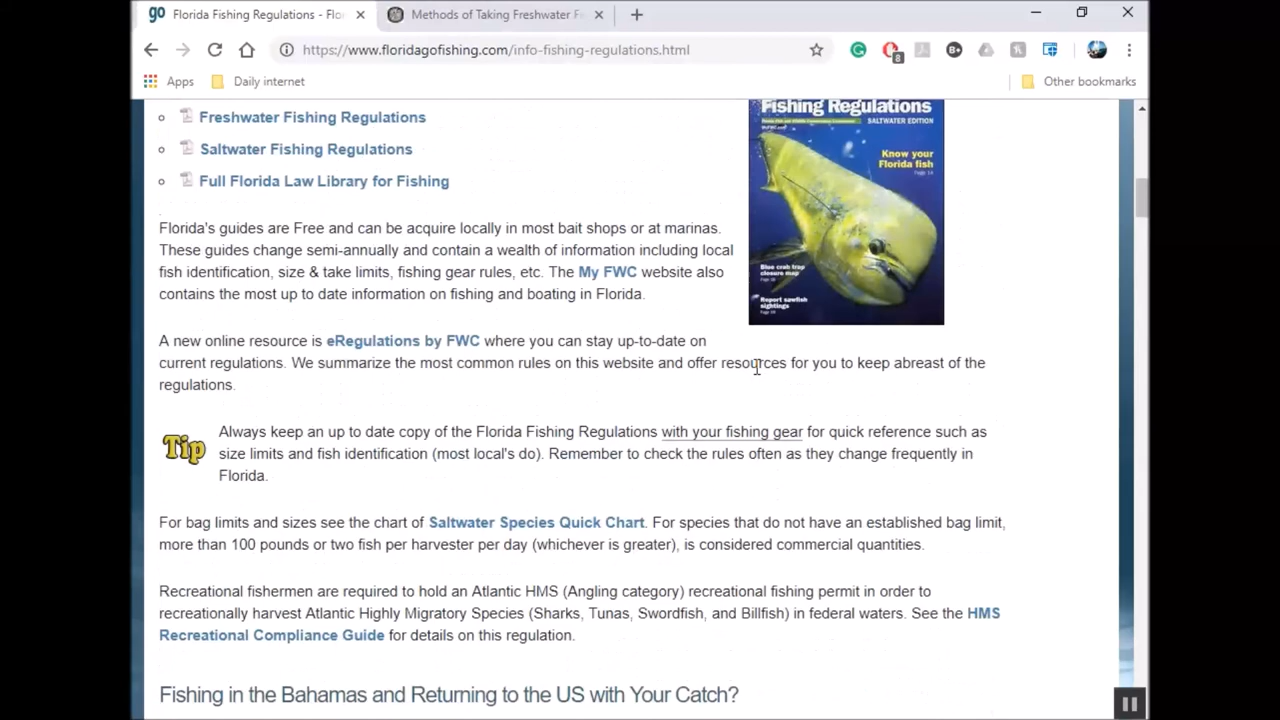 Florida Fishing Regulations - Flo
Methods of Taking Freshwater F
https://www.floridagofishing.com/info-fishing-regulations.html
8
Apps
Daily internet
Other bookmarks
Freshwater Fishing Regulations
Saltwater Fishing Regulations
Full Florida Law Library for Fishing
Fishing Regulations
SALTWATER EDITION
Know your
Florida fish
Page 14
Blue crab trap
closure map
Report sawfish
sightings
Florida's guides are Free and can be acquire locally in most bait shops or at marinas.
These guides change semi-annually and contain a wealth of information including local
fish identification, size & take limits, fishing gear rules, etc. The My FWC website also
contains the most up to date information on fishing and boating in Florida.
A new online resource is eRegulations by FWC where you can stay up-to-date on
current regulations. We summarize the most common rules on this website and offer resources for you to keep abreast of the
regulations.
Tip
Always keep an up to date copy of the Florida Fishing Regulations with your fishing gear for quick reference such as
size limits and fish identification (most local's do). Remember to check the rules often as they change frequently in
Florida.
For bag limits and sizes see the chart of Saltwater Species Quick Chart. For species that do not have an established bag limit,
more than 100 pounds or two fish per harvester per day (whichever is greater), is considered commercial quantities.
Recreational fishermen are required to hold an Atlantic HMS (Angling category) recreational fishing permit in order to
recreationally harvest Atlantic Highly Migratory Species (Sharks, Tunas, Swordfish, and Billfish) in federal waters. See the HMS
Recreational Compliance Guide for details on this regulation.
Fishing in the Bahamas and Returning to the US with Your Catch?